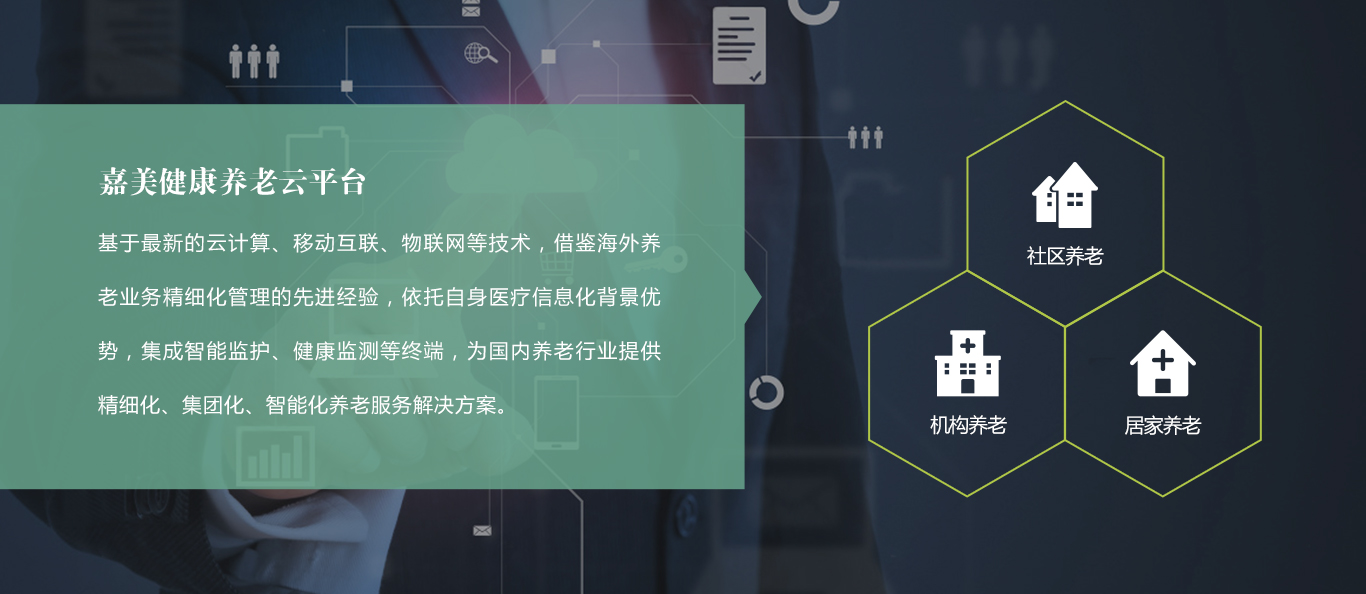 嘉美健康养老云平台
基于最新的云计算、移动互联、物联网等技术，借鉴海外养
老业务精细化管理的先进经验，依托自身医疗信息化背景优
势，集成智能监护、健康监测等终端，为国内养老行业提供
精细化、集团化、智能化养老服务解决方案。
社区养老
机构养老
居家养老